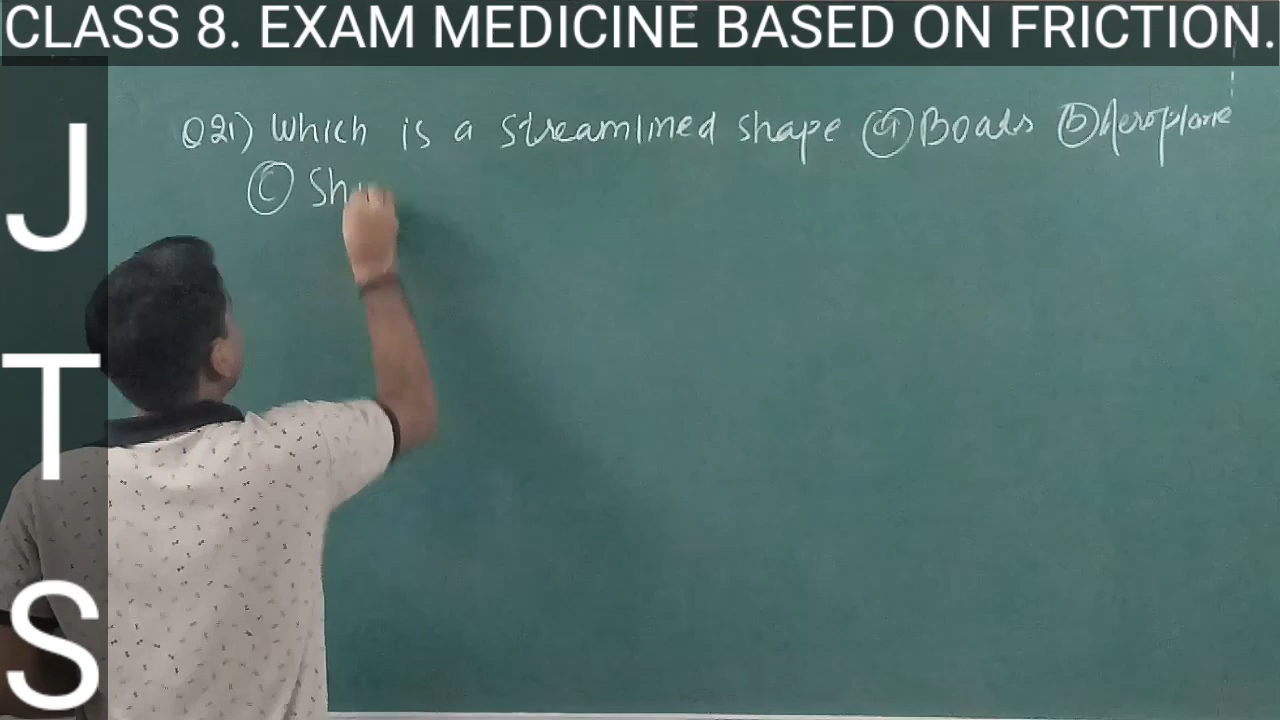 CLASS 8. EXAM MEDICINE BASED ON FRICTION.
J
T
S
Q21) Which is a streamlined shape (a) Boats (b) Aeroplane
(c) Sh